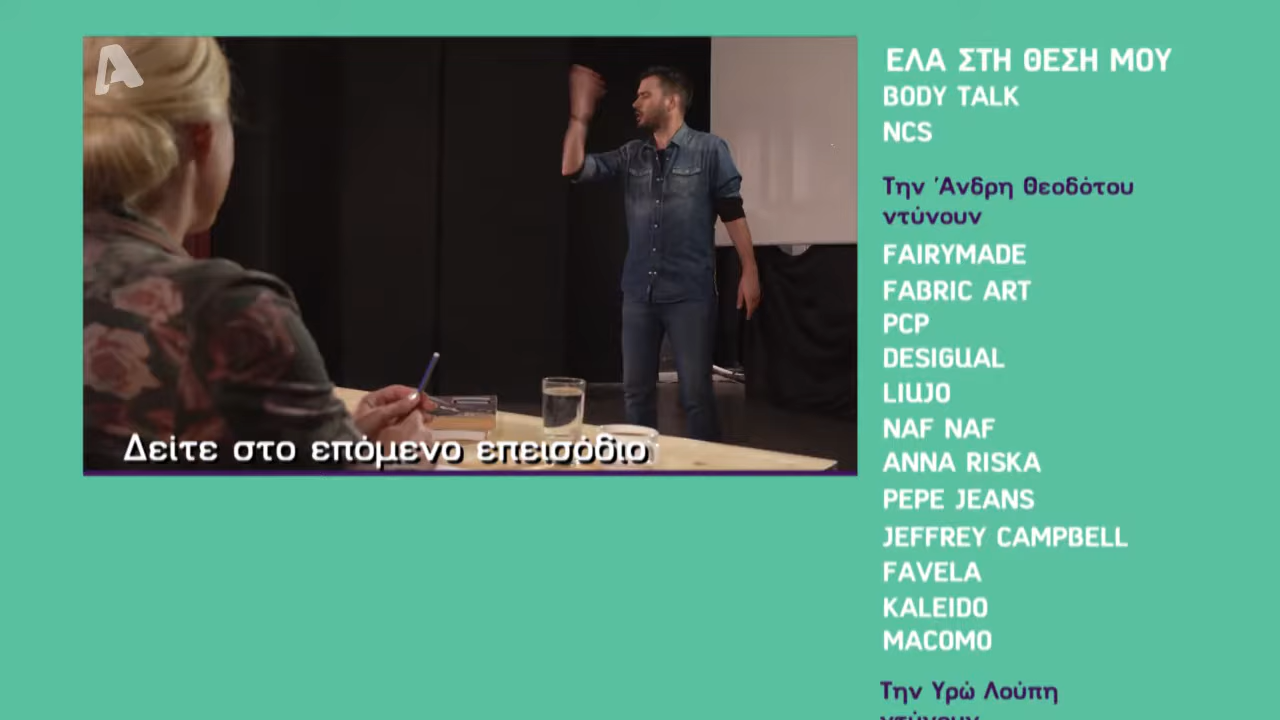 Δείτε στο επόμενο επεισόδιο
ΕΛΑ ΣΤΗ ΘΕΣΗ ΜΟΥ
BODY TALK
NCS
Την Άνδρη Θεοδότου
ντύνουν
FAIRYMADE
FABRIC ART
PCP
DESIGUAL
LIUJO
NAF NAF
ANNA RISKA
PEPE JEANS
JEFFREY CAMPBELL
FAVELA
KALEIDO
MACOMO
Την Υρώ Λούπη
ντύνουν